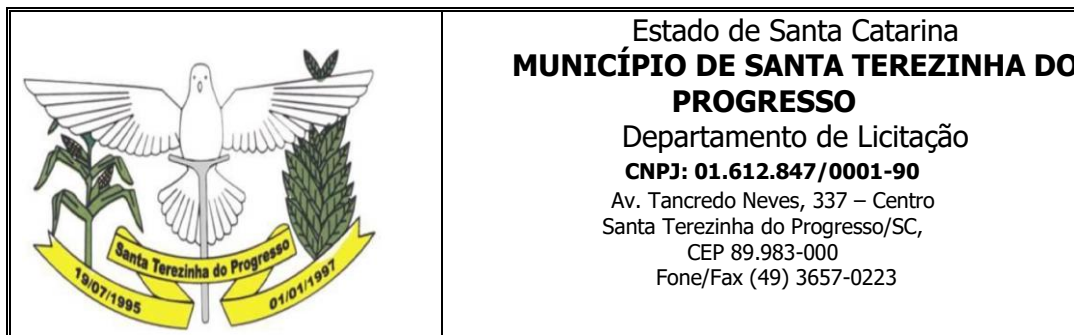 Santa Terezinha do Progresso
19/07/1995
01/01/1997
Estado de Santa Catarina
MUNICÍPIO DE SANTA TEREZINHA DO
PROGRESSO
Departamento de Licitação
CNPJ: 01.612.847/0001-90
Av. Tancredo Neves, 337 – Centro
Santa Terezinha do Progresso/SC,
CEP 89.983-000
Fone/Fax (49) 3657-0223